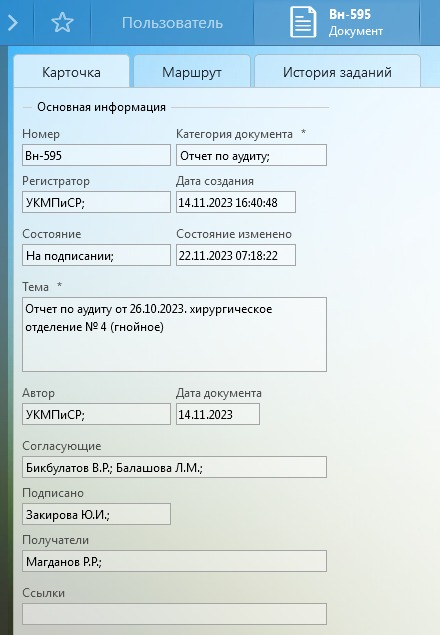 Пользователь
Вн-595
Документ
Карточка
Маршрут
История заданий
Основная информация
Номер
Категория документа *
Вн-595
Отчет по аудиту;
Регистратор
Дата создания
УКМПиСР;
14.11.2023 16:40:48
Состояние
Состояние изменено
На подписании;
22.11.2023 07:18:22
Тема *
Отчет по аудиту от 26.10.2023. хирургическое
отделение № 4 (гнойное)
Автор
Дата документа
УКМПиСР;
14.11.2023
Согласующие
Бикбулатов В.Р.; Балашова Л.М.;
Подписано
Закирова Ю.И.;
Получатели
Магданов Р.Р.;
Ссылки